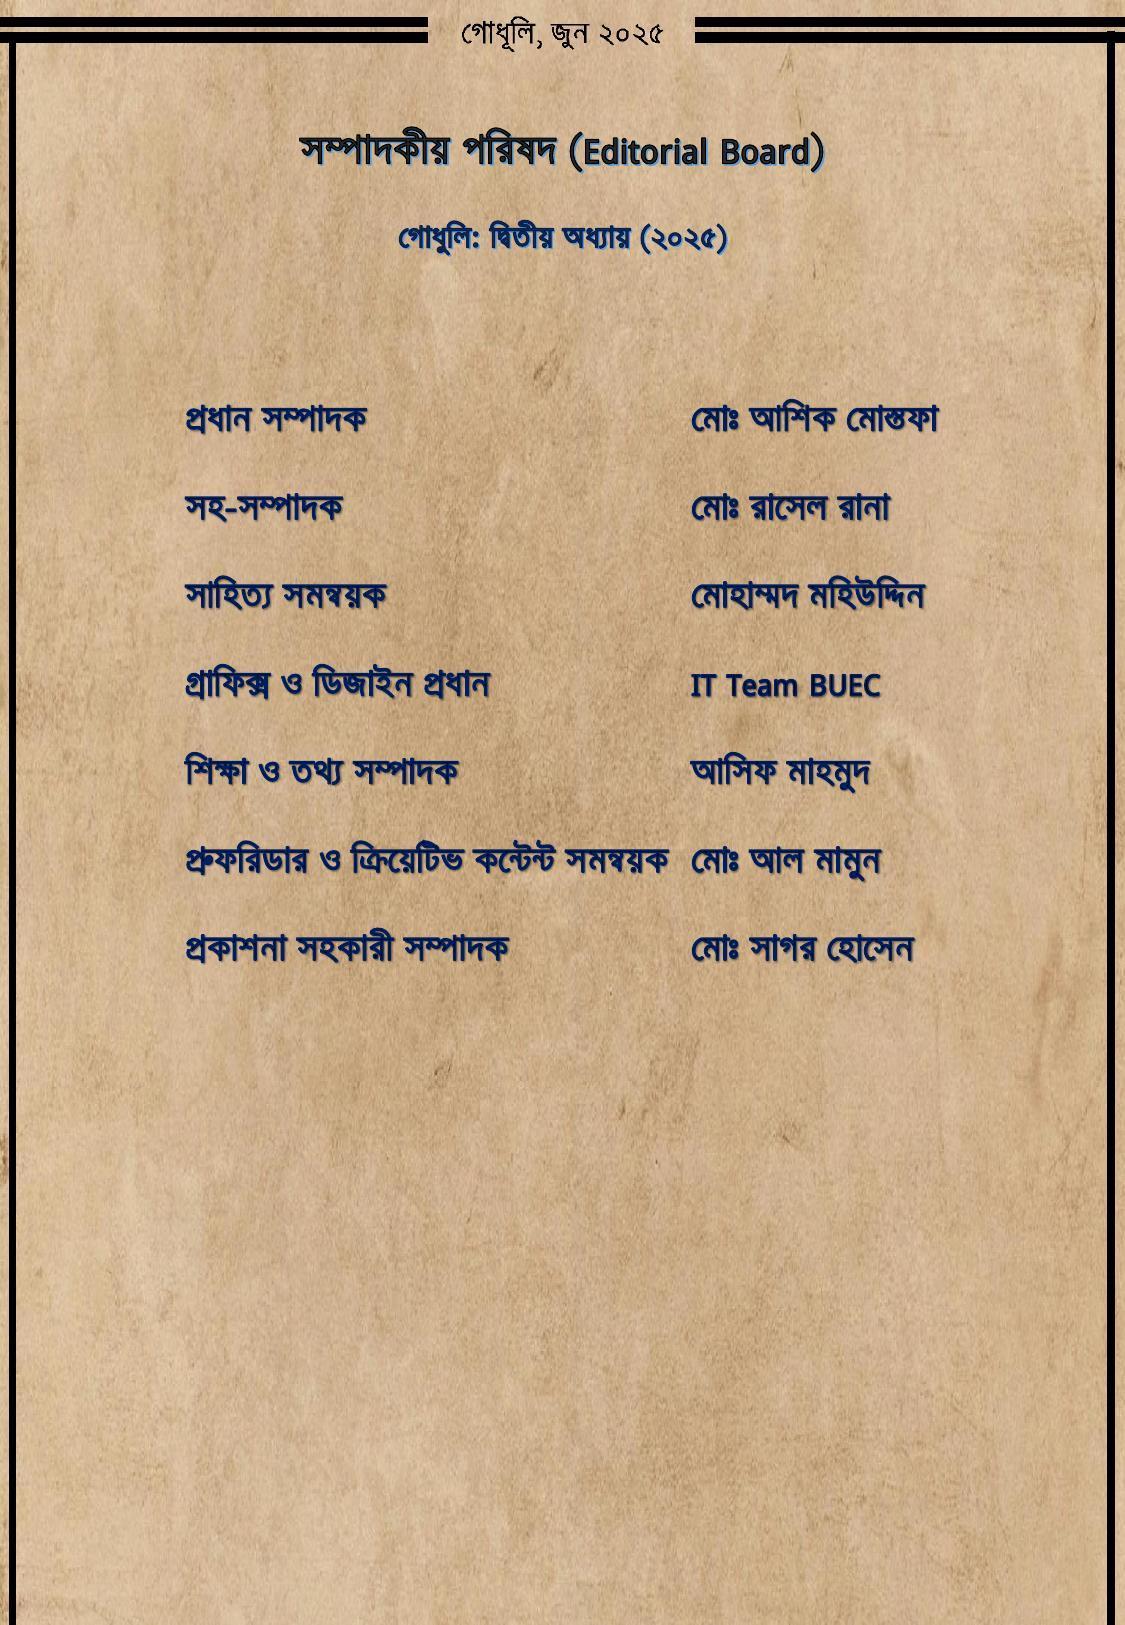 গোধূলি, জুন ২০২৫
সম্পাদকীয় পরিষদ (Editorial Board)
গোধুলি: দ্বিতীয় অধ্যায় (২০২৫)
প্রধান সম্পাদক মোঃ আশিক মোস্তফা
সহ-সম্পাদক মোঃ রাসেল রানা
সাহিত্য সমন্বয়ক মোহাম্মদ মহিউদ্দিন
গ্রাফিক্স ও ডিজাইন প্রধান IT Team BUEC
শিক্ষা ও তথ্য সম্পাদক আসিফ মাহমুদ
প্রুফরিডার ও ক্রিয়েটিভ কন্টেন্ট সমন্বয়ক মোঃ আল মামুন
প্রকাশনা সহকারী সম্পাদক মোঃ সাগর হোসেন